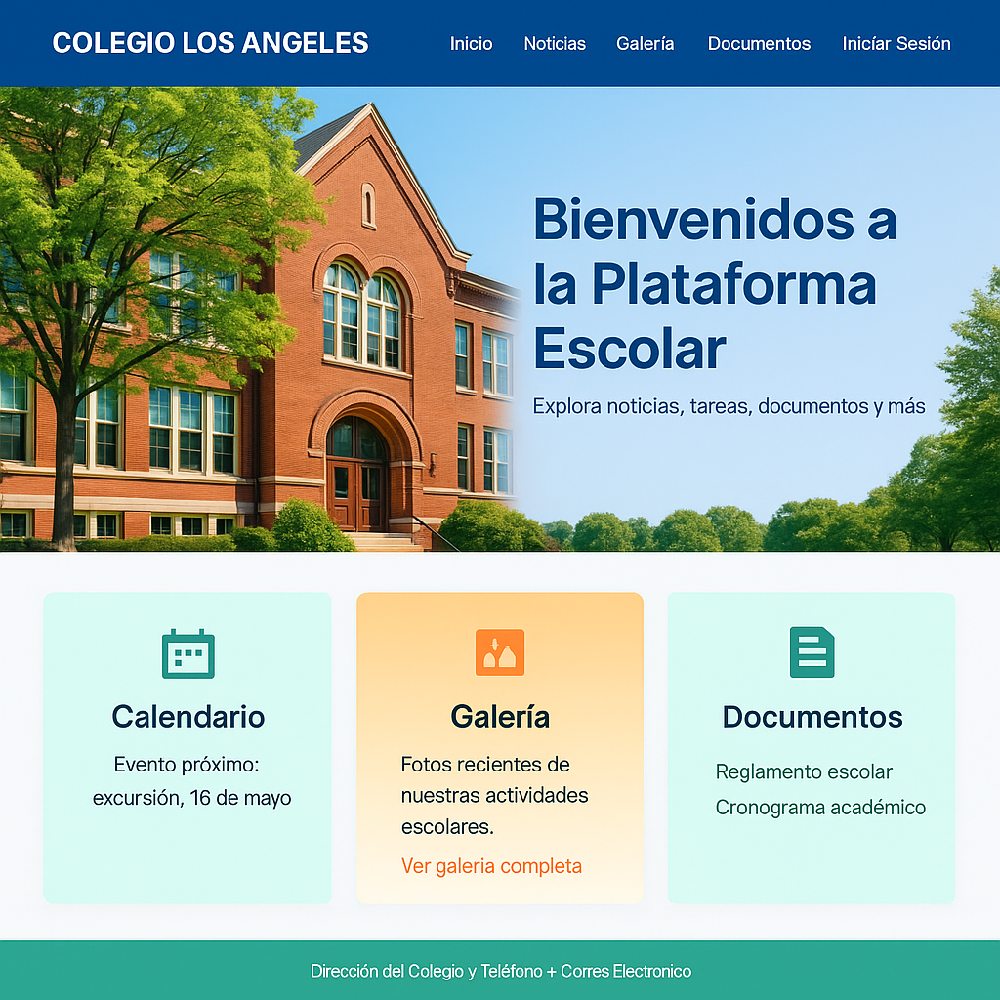 COLEGIO LOS ANGELES
Inicio Noticias Galería Documentos Iniciar Sesión
Bienvenidos a
la Plataforma
Escolar
Explora noticias, tareas, documentos y más
Calendario
Evento próximo:
excursión, 16 de mayo
Galería
Fotos recientes de
nuestras actividades
escolares.
Ver galeria completa
Documentos
Reglamento escolar
Cronograma académico
Dirección del Colegio y Teléfono + Corres Electronico